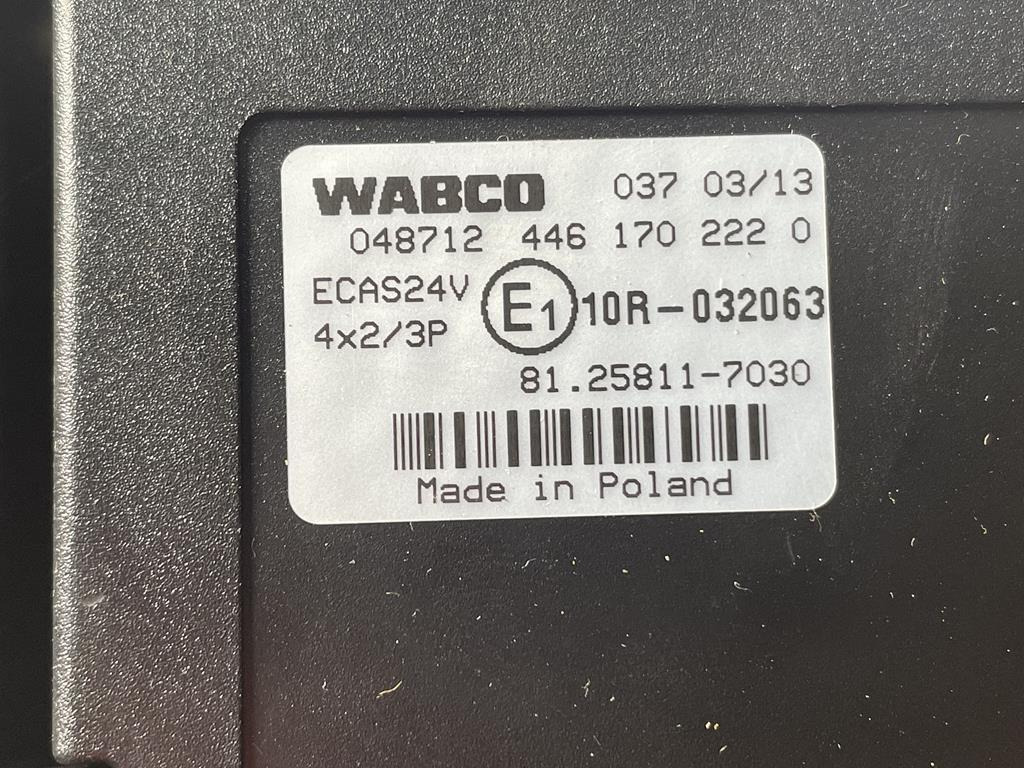 WABCO 037 03/13
048712 446 170 222 0
ECAS24V E1 10R-032063
4x2/3P
81.25811-7030
Made in Poland